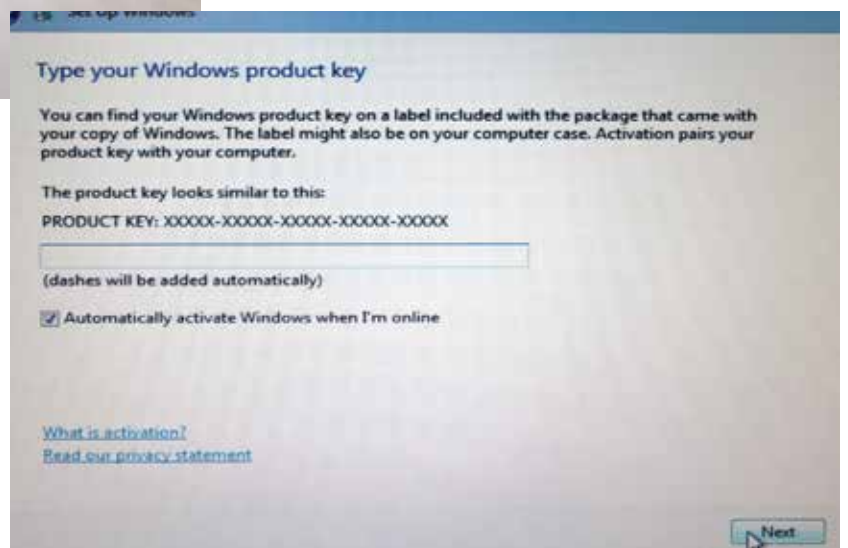 Set Up Windows
Type your Windows product key
You can find your Windows product key on a label included with the package that came with
your copy of Windows. The label might also be on your computer case. Activation pairs your
product key with your computer.
The product key looks similar to this:
PRODUCT KEY: XXXXX-XXXXX-XXXXX-XXXXX-XXXXX
(dashes will be added automatically)
Automatically activate Windows when I'm online
What is activation?
Read our privacy statement
Next